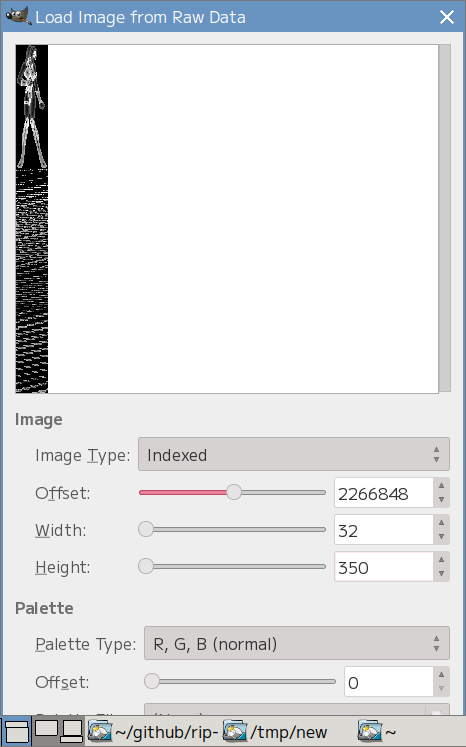 Load Image from Raw Data
Image
Image Type: Indexed
Offset: 2266848
Width: 32
Height: 350
Palette
Palette Type: R, G, B (normal)
Offset: 0
~/github/rip- /tmp/new ~